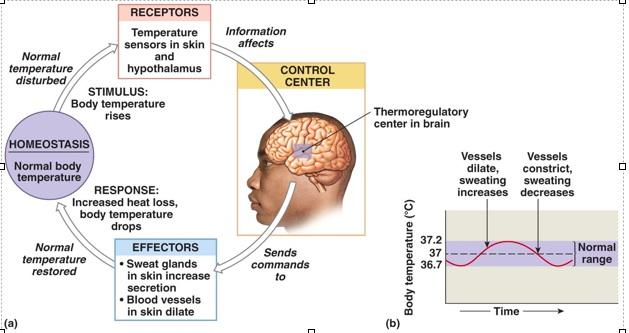 RECEPTORS
Temperature
sensors in skin
and
hypothalamus
Information
affects
Normal
temperature
disturbed
STIMULUS:
Body temperature
rises
CONTROL
CENTER
Thermoregulatory
center in brain
HOMEOSTASIS
Normal body
temperature
RESPONSE:
Increased heat loss,
body temperature
drops
Normal
temperature
restored
EFFECTORS
• Sweat glands
in skin increase
secretion
• Blood vessels
in skin dilate
Sends
commands
to
(a)
Vessels
dilate,
sweating
increases
Vessels
constrict,
sweating
decreases
Body temperature (°C)
37.2
37
36.7
Normal
range
Time
(b)